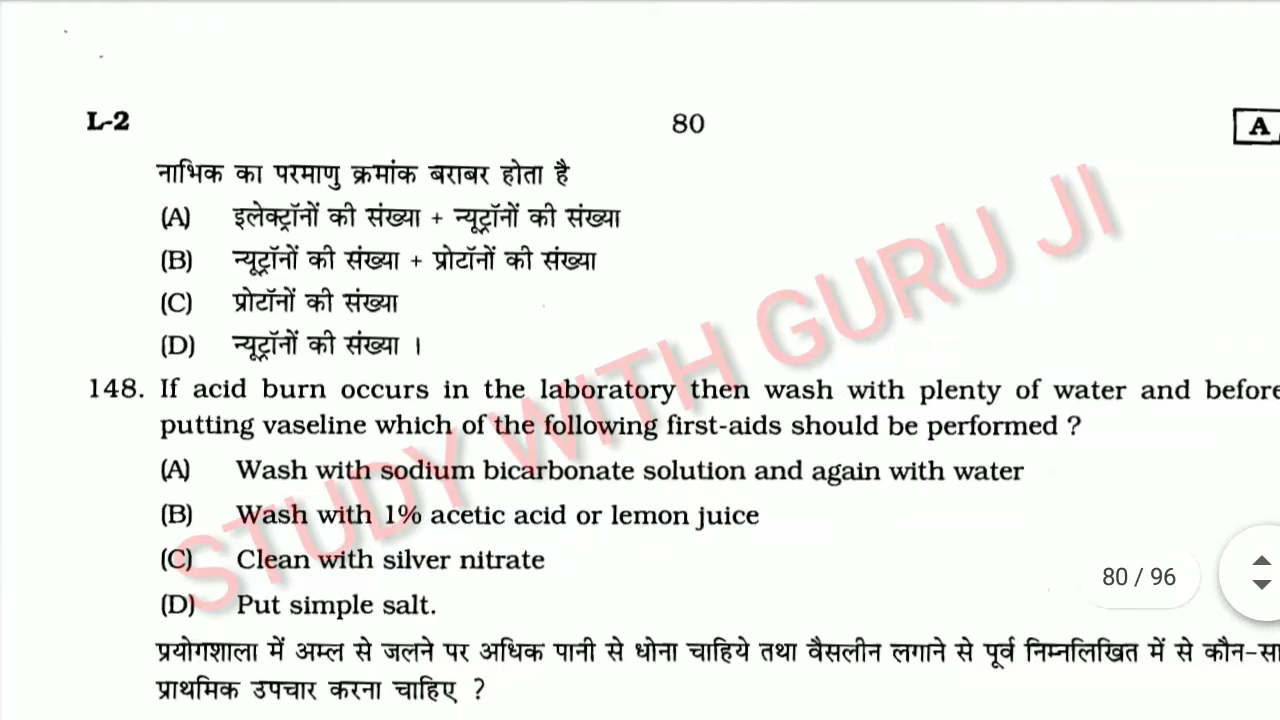 L-2 80 A
नाभिक का परमाणु क्रमांक बराबर होता है
(A) इलेक्ट्रॉनों की संख्या + न्यूट्रॉनों की संख्या
(B) न्यूट्रॉनों की संख्या + प्रोटॉनों की संख्या
(C) प्रोटॉनों की संख्या
(D) न्यूट्रॉनों की संख्या ।
148. If acid burn occurs in the laboratory then wash with plenty of water and before
putting vaseline which of the following first-aids should be performed ?
(A) Wash with sodium bicarbonate solution and again with water
(B) Wash with 1% acetic acid or lemon juice
(C) Clean with silver nitrate
80 / 96
(D) Put simple salt.
प्रयोगशाला में अम्ल से जलने पर अधिक पानी से धोना चाहिये तथा वैसलीन लगाने से पूर्व निम्नलिखित में से कौन-सा
प्राथमिक उपचार करना चाहिए ?
STUDY WITH GURU JI